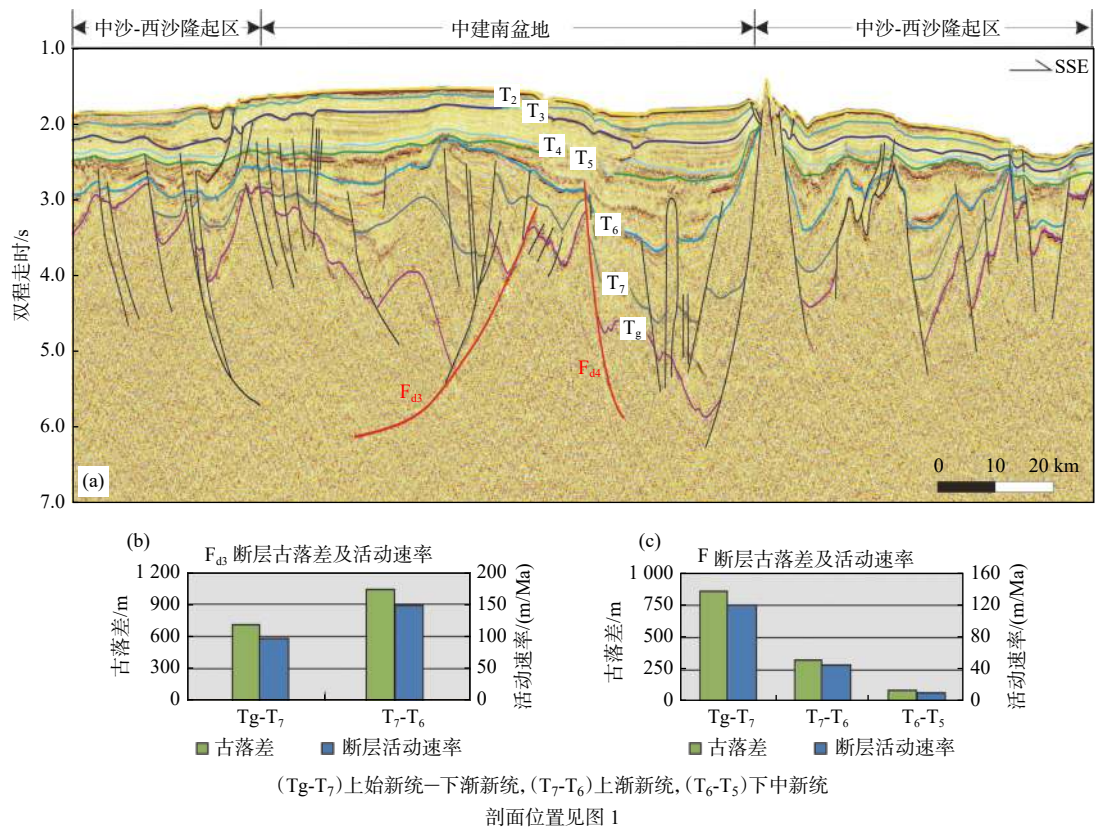 中沙-西沙隆起区 中建南盆地 中沙-西沙隆起区
1.0
SSE
T₂
T₃
2.0
T₄
T₅
3.0
T₆
双程走时/s
4.0
T₇
T_g
5.0
F_d3
F_d4
6.0
0 10 20 km
(a)
7.0
(b)
F_d3 断层古落差及活动速率
1 200 200
900 150
600 100
300 50
0 0
古落差/m
活动速率/(m/Ma)
Tg-T₇ T₇-T₆
古落差 断层活动速率
(c)
F 断层古落差及活动速率
1 000 160
750 120
500 80
250 40
0 0
古落差/m
活动速率/(m/Ma)
Tg-T₇ T₇-T₆ T₆-T₅
古落差 断层活动速率
(Tg-T₇)上始新统—下渐新统, (T₇-T₆)上渐新统, (T₆-T₅)下中新统
剖面位置见图 1